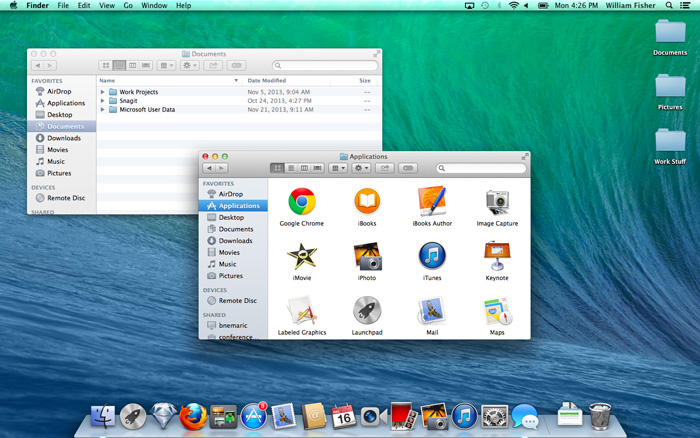 Finder File Edit View Go Window Help Mon 4:26 PM William Fisher
Documents
Name Date Modified Size
FAVORITES
AirDrop
Applications
Desktop
Documents
Downloads
Movies
Music
Pictures
DEVICES
Remote Disc
SHARED
Work Projects Nov 5, 2013, 9:04 AM --
Snagit Oct 24, 2013, 4:27 PM --
Microsoft User Data Nov 21, 2013, 9:11 AM --
Applications
FAVORITES
AirDrop
Applications
Desktop
Documents
Downloads
Movies
Music
Pictures
DEVICES
Remote Disc
SHARED
bnemaric
conference...
Google Chrome iBooks iBooks Author Image Capture
iMovie iPhoto iTunes Keynote
Labeled Graphics Launchpad Mail Maps
Documents
Pictures
Work Stuff
16